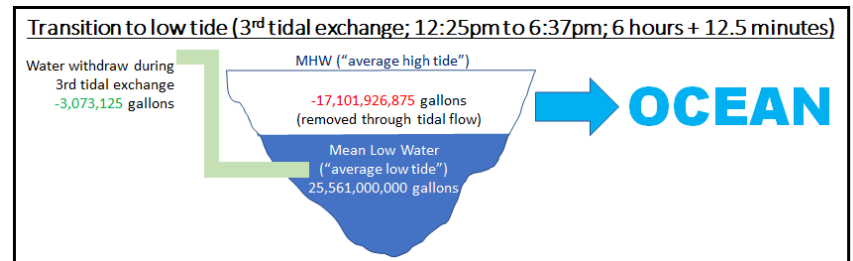 Transition to low tide (3rd tidal exchange; 12:25pm to 6:37pm; 6 hours + 12.5 minutes)
Water withdraw during
3rd tidal exchange
-3,073,125 gallons
MHW ("average high tide")
-17,101,926,875 gallons
(removed through tidal flow)
OCEAN
Mean Low Water
("average low tide")
25,561,000,000 gallons